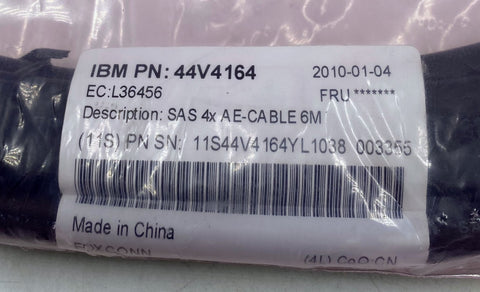 IBM PN: 44V4164 2010-01-04
EC:L36456 FRU *******
Description: SAS 4x AE-CABLE 6M
(11S) PN SN: 11S44V4164YL1038 003355
Made in China
FOXCONN (4L) CoO:CN